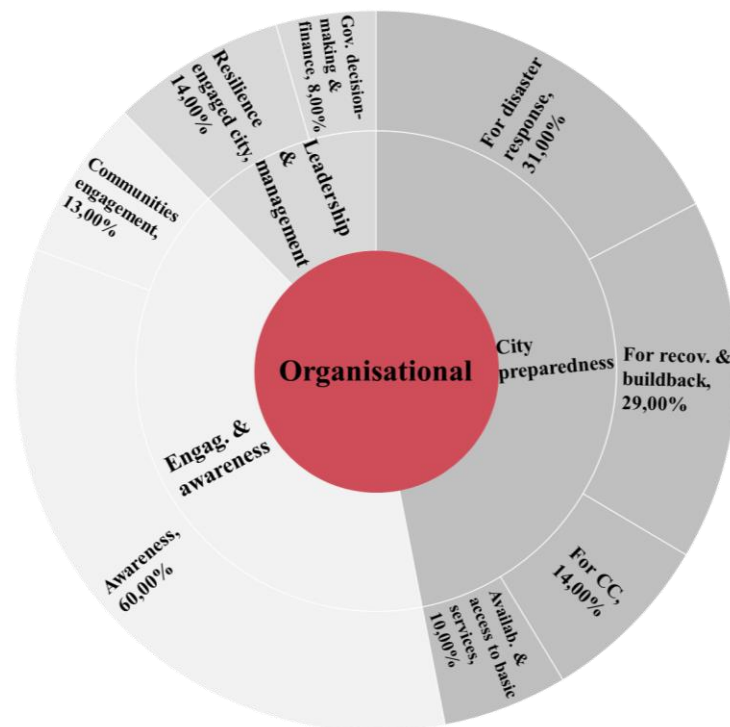 Organisational
City
preparedness
For disaster
response,
31,00%
For recov. &
buildback,
29,00%
For CC,
14,00%
Availab. &
access to basic
services,
10,00%
Engag. &
awareness
Awareness,
60,00%
Communities
engagement,
13,00%
Leadership
&
management
Resilience
engaged city,
14,00%
Gov. decision-
making &
finance, 8,00%